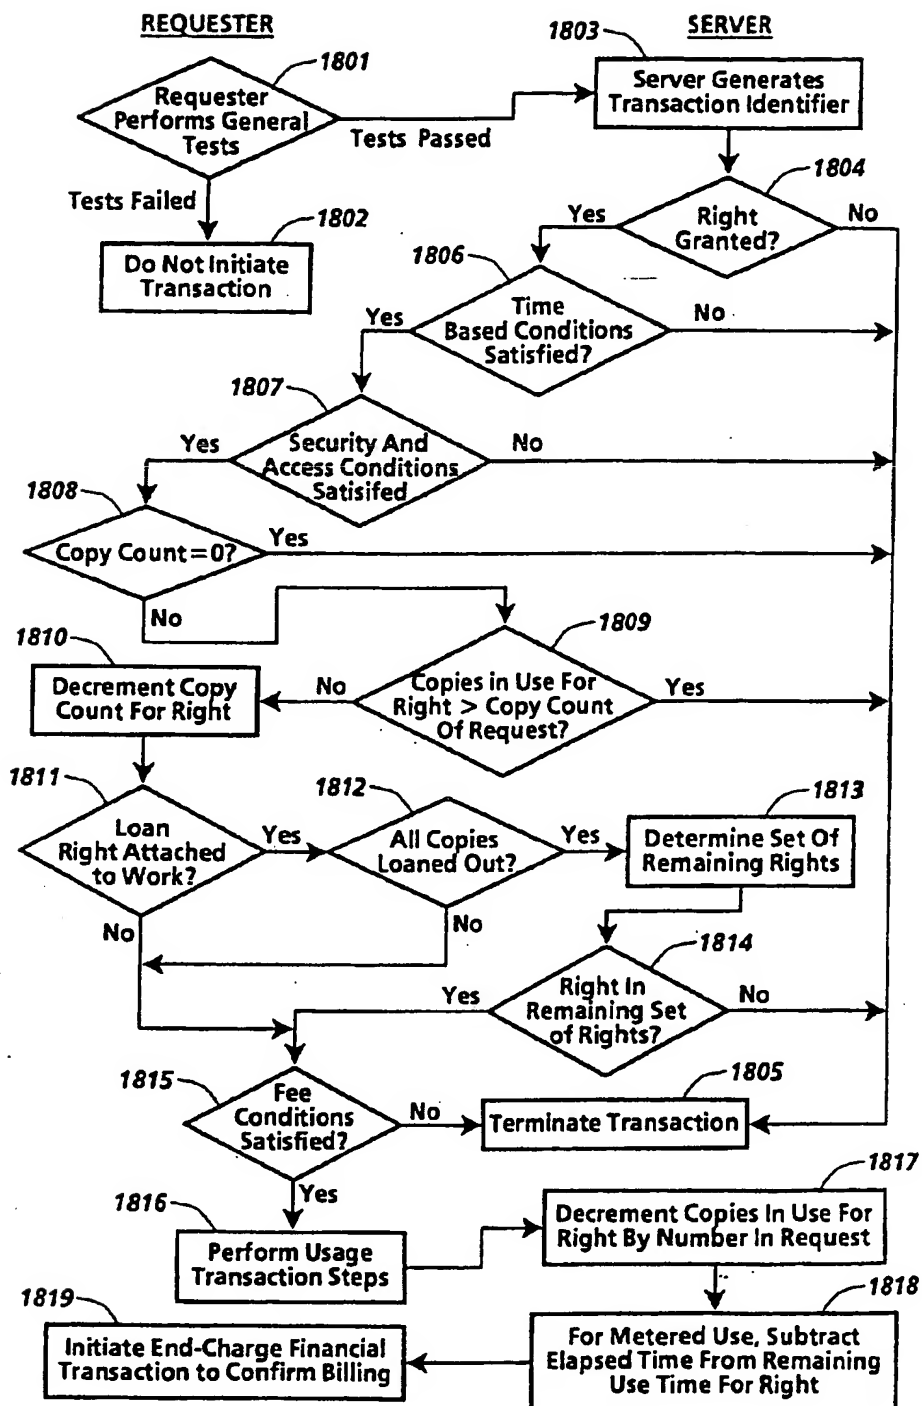 REQUESTER
SERVER
1801
1803
Requester
Performs General
Tests
Server Generates
Transaction Identifier
Tests Passed
Tests Failed
1802
1804
Do Not Initiate
Transaction
Yes
Right
Granted?
No
1806
Time
Based Conditions
Satisfied?
Yes
No
1807
Security And
Access Conditions
Satisifed
Yes
No
1808
Copy Count=0?
Yes
No
1809
1810
Decrement Copy
Count For Right
No
Copies in Use For
Right > Copy Count
Of Request?
Yes
1811
1812
1813
Loan
Right Attached
to Work?
Yes
All Copies
Loaned Out?
Yes
Determine Set Of
Remaining Rights
No
No
1814
Yes
Right In
Remaining Set
of Rights?
No
1815
1805
Fee
Conditions
Satisfied?
No
Terminate Transaction
Yes
1816
1817
Perform Usage
Transaction Steps
Decrement Copies In Use For
Right By Number In Request
1818
1819
Initiate End-Charge Financial
Transaction to Confirm Billing
For Metered Use, Subtract
Elapsed Time From Remaining
Use Time For Right